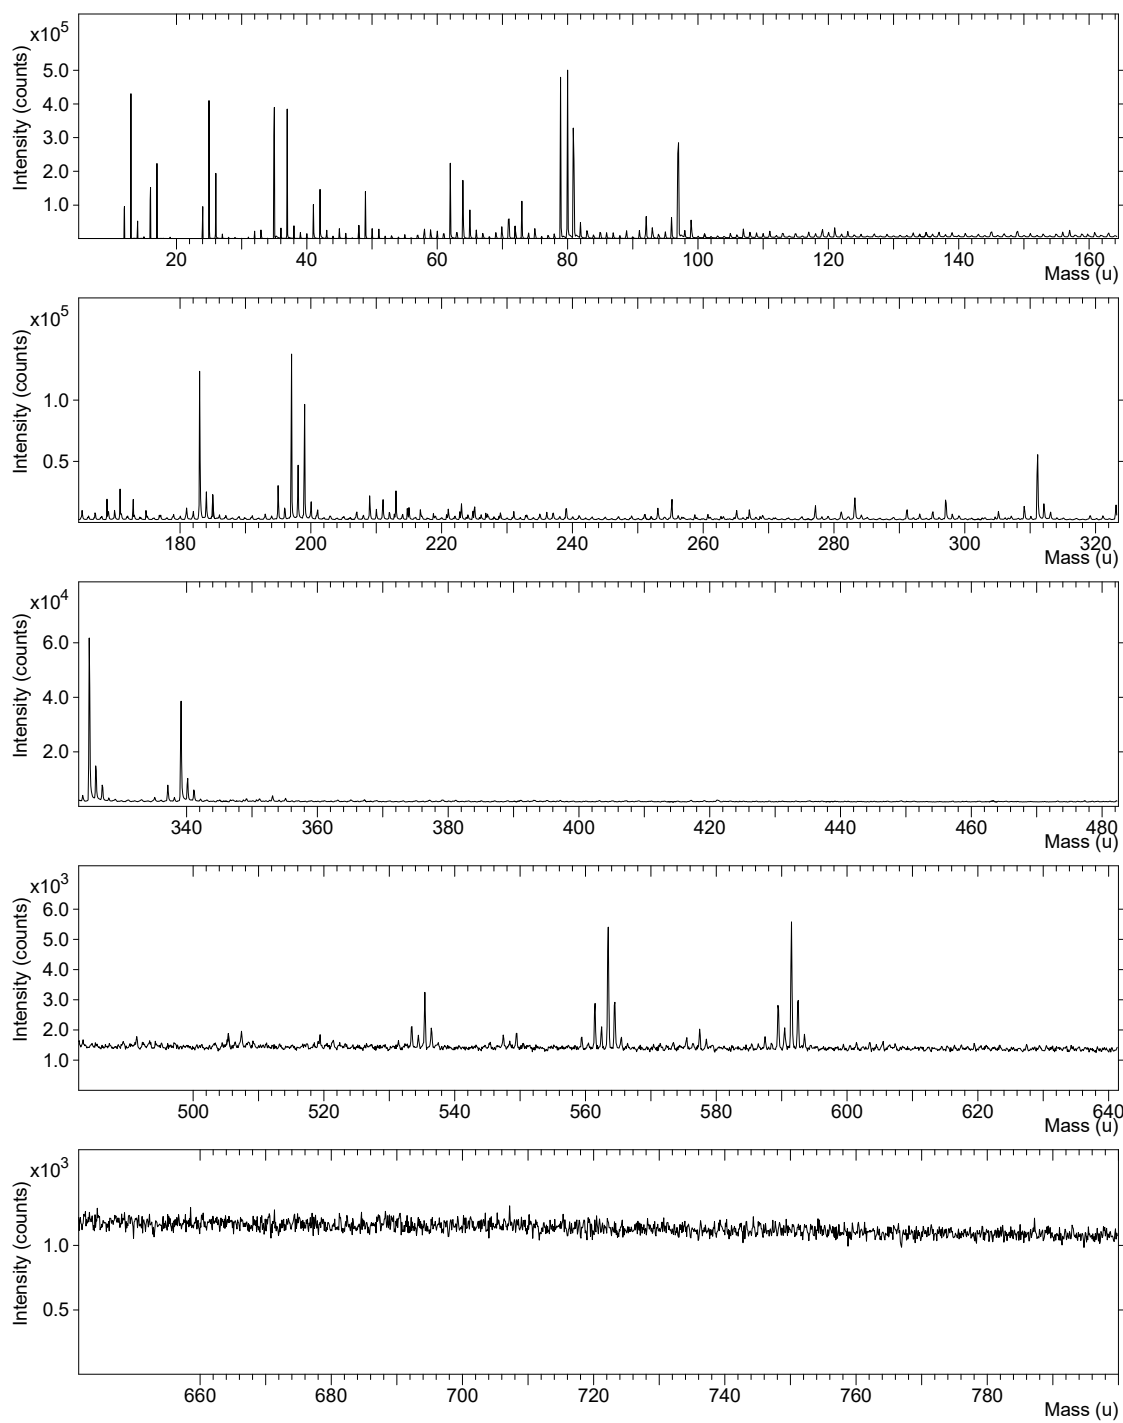 x10^5
Intensity (counts)
5.0
4.0
3.0
2.0
1.0
20 40 60 80 100 120 140 160
Mass (u)
x10^5
Intensity (counts)
1.0
0.5
180 200 220 240 260 280 300 320
Mass (u)
x10^4
Intensity (counts)
6.0
4.0
2.0
340 360 380 400 420 440 460 480
Mass (u)
x10^3
Intensity (counts)
6.0
5.0
4.0
3.0
2.0
1.0
500 520 540 560 580 600 620 640
Mass (u)
x10^3
Intensity (counts)
1.0
0.5
660 680 700 720 740 760 780
Mass (u)